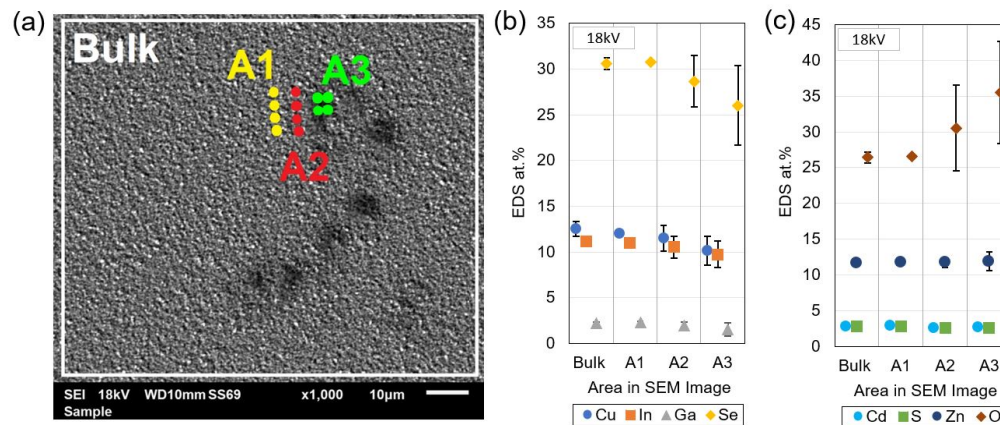 (a)
Bulk
A1
A3
A2
SEI 18kV WD10mm SS69 x1,000 10µm
Sample
(b)
18kV
EDS at.%
35
30
25
20
15
10
5
0
Bulk A1 A2 A3
Area in SEM Image
Cu In Ga Se
(c)
18kV
EDS at.%
45
40
35
30
25
20
15
10
5
0
Bulk A1 A2 A3
Area in SEM Image
Cd S Zn O